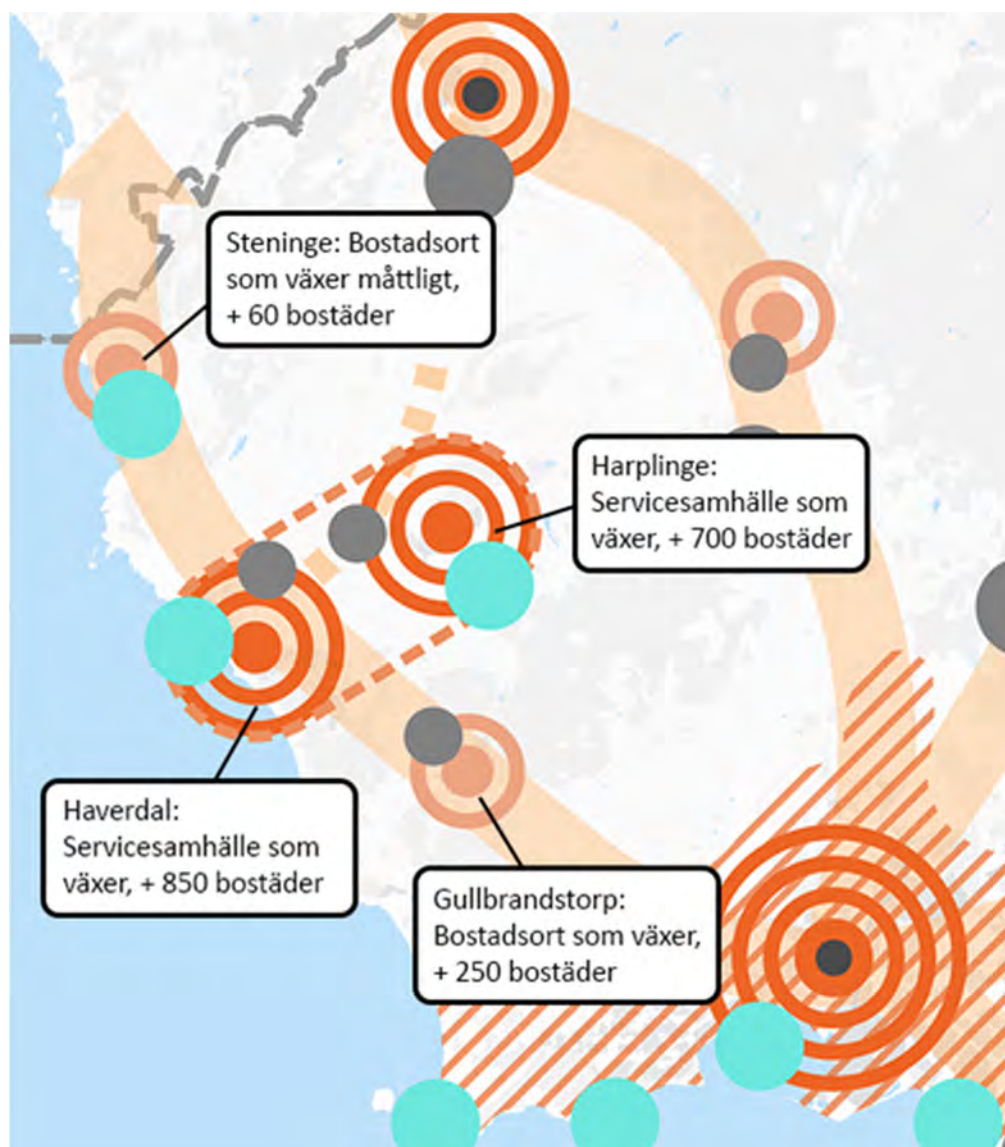 Steninge: Bostadsort
som växer måttligt,
+ 60 bostäder
Harplinge:
Servicesamhälle som
växer, + 700 bostäder
Haverdal:
Servicesamhälle som
växer, + 850 bostäder
Gullbrandstorp:
Bostadsort som växer,
+ 250 bostäder